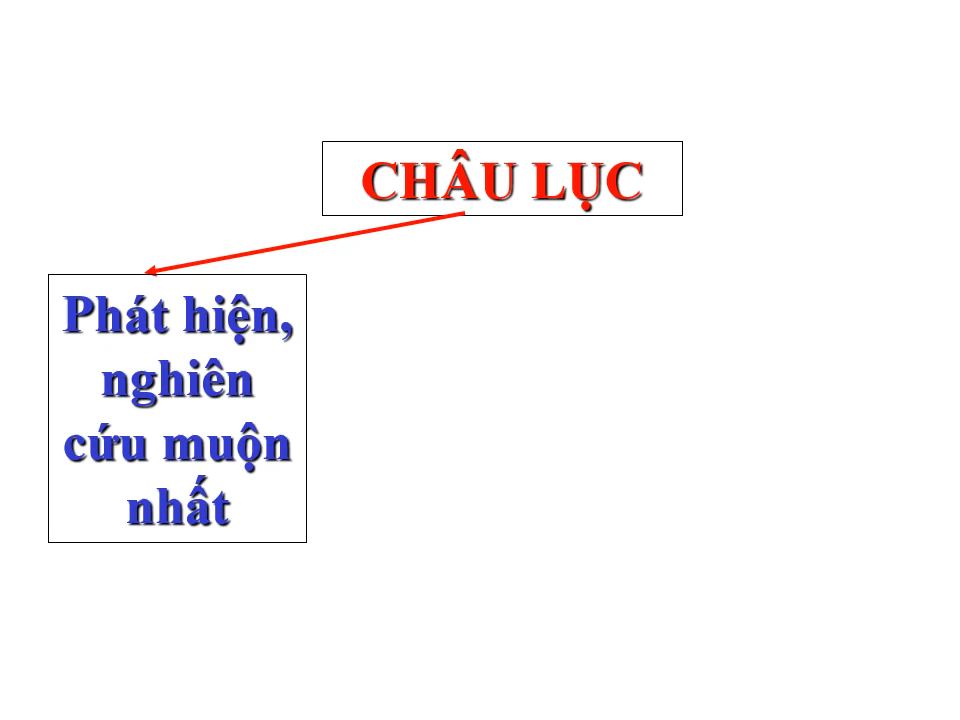 CHÂU LỤC
Phát hiện,
nghiên
cứu muộn
nhất